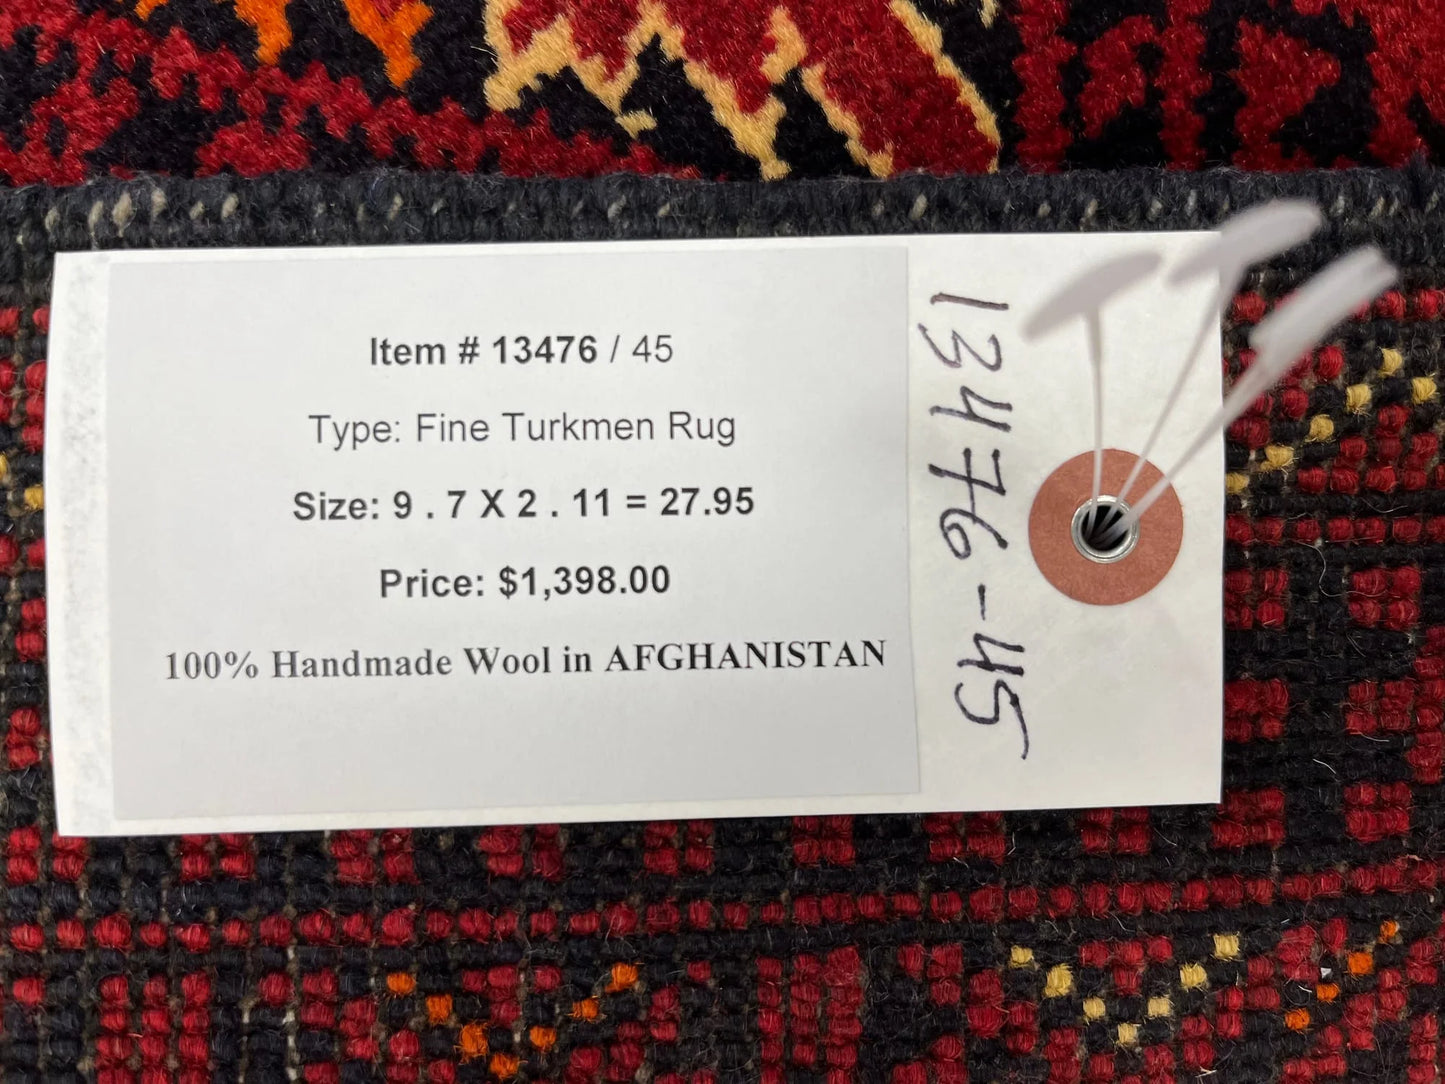 Item # 13476 / 45
Type: Fine Turkmen Rug
Size: 9 . 7 X 2 . 11 = 27.95
Price: $1,398.00
100% Handmade Wool in AFGHANISTAN
13476-45